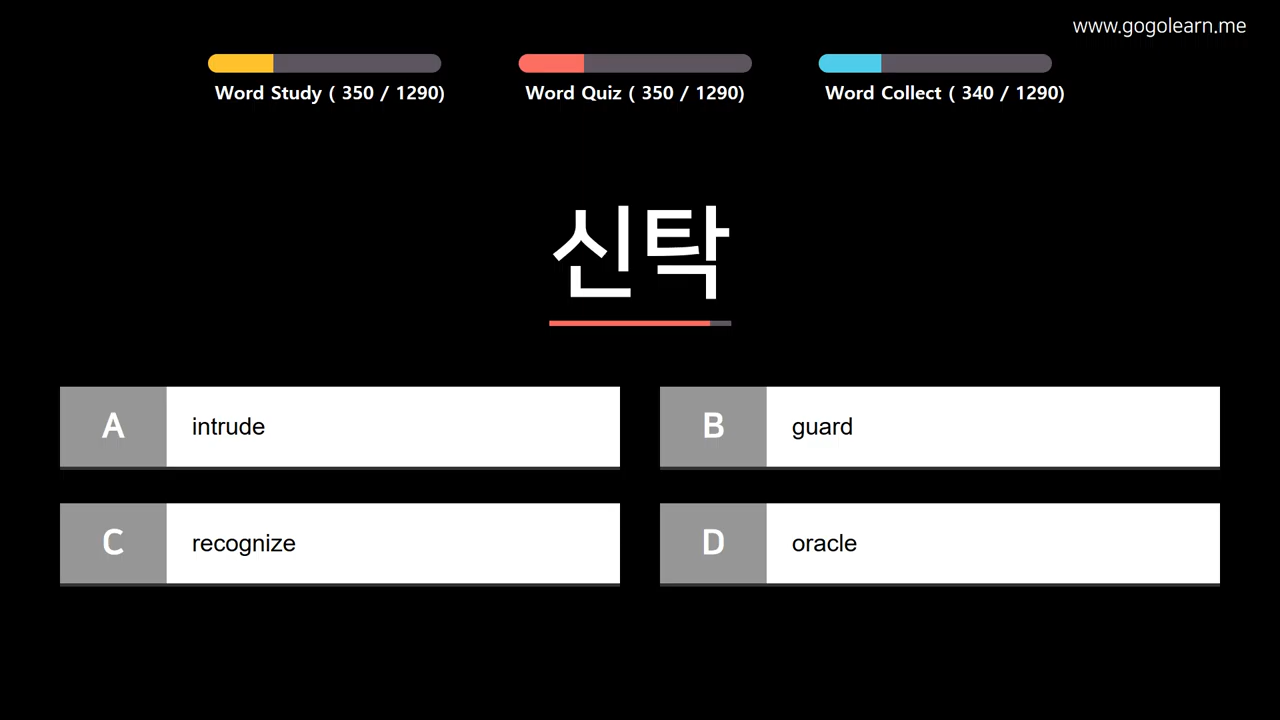 www.gogolearn.me
Word Study ( 350 / 1290)
Word Quiz ( 350 / 1290)
Word Collect ( 340 / 1290)
신탁
A intrude
B guard
C recognize
D oracle